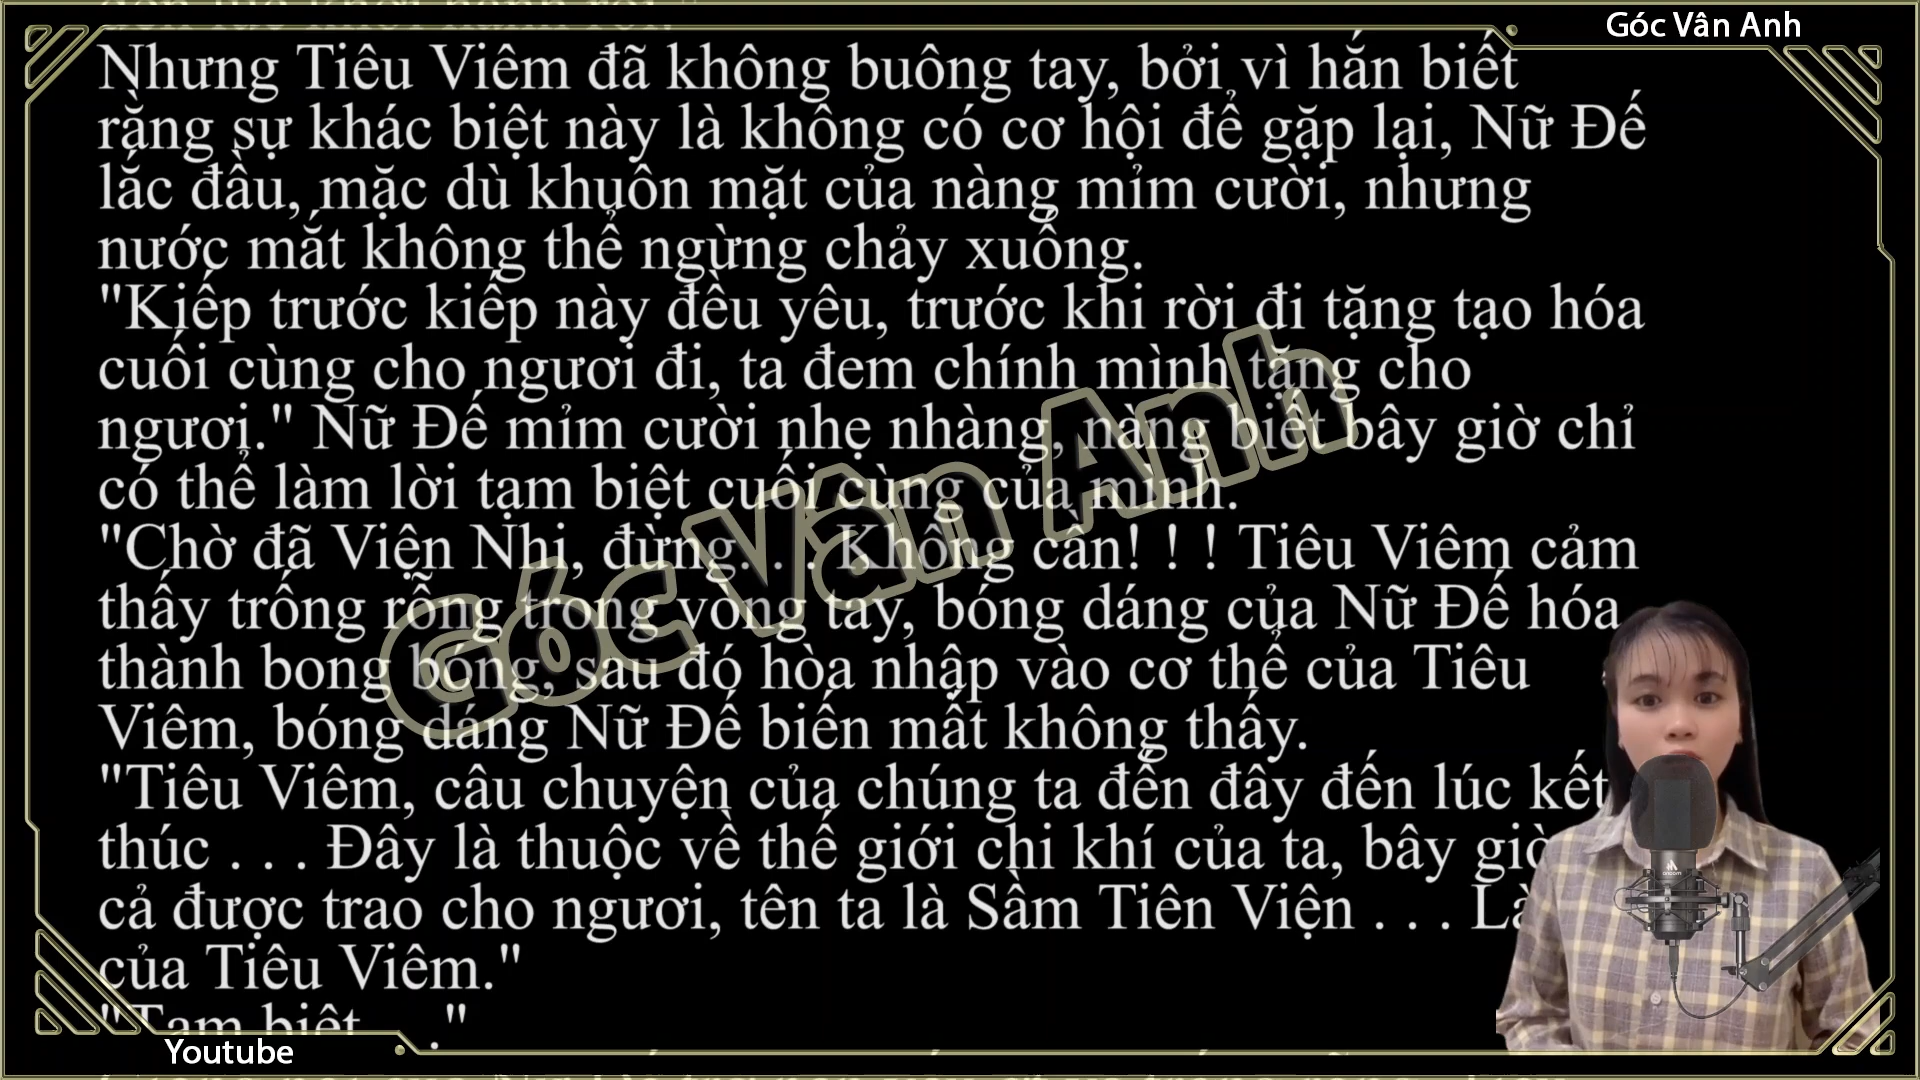 Góc Vân Anh
Nhưng Tiêu Viêm đã không buông tay, bởi vì hắn biết
rằng sự khác biệt này là không có cơ hội để gặp lại, Nữ Đế
lắc đầu, mặc dù khuôn mặt của nàng mỉm cười, nhưng
nước mắt không thể ngừng chảy xuống.
"Kiếp trước kiếp này đều yêu, trước khi rời đi tặng tạo hóa
cuối cùng cho ngươi đi, ta đem chính mình tặng cho
ngươi." Nữ Đế mỉm cười nhẹ nhàng, nàng biết bây giờ chỉ
có thể làm lời tạm biệt cuối cùng của mình.
"Chờ đã Viện Nhi, đừng. . . Không cần! ! ! Tiêu Viêm cảm
thấy trống rỗng trong vòng tay, bóng dáng của Nữ Đế hóa
thành bong bóng, sau đó hòa nhập vào cơ thể của Tiêu
Viêm, bóng dáng Nữ Đế biến mất không thấy.
"Tiêu Viêm, câu chuyện của chúng ta đến đây đến lúc kết
thúc . . . Đây là thuộc về thế giới chi khí của ta, bây giờ
cả được trao cho ngươi, tên ta là Sầm Tiên Viện . . . Là
của Tiêu Viêm."
"Tạm biệt . . ."
Góc Vân Anh
Youtube